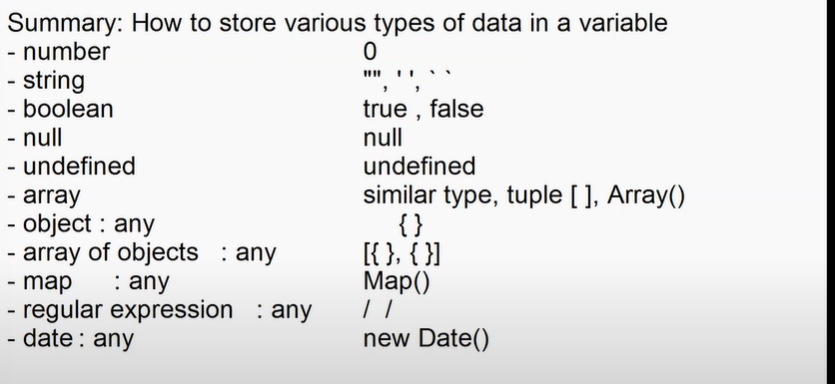 Summary: How to store various types of data in a variable
- number 0
- string "", ' ', ` `
- boolean true , false
- null null
- undefined undefined
- array similar type, tuple [ ], Array()
- object : any { }
- array of objects : any [{ }, { }]
- map : any Map()
- regular expression : any / /
- date : any new Date()